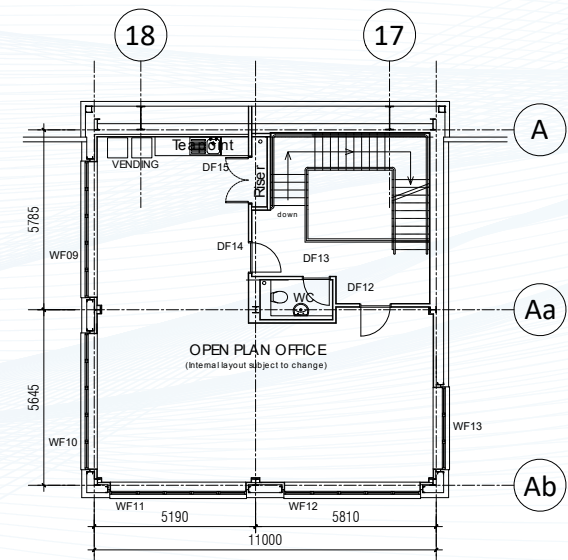 18
17
A
Teapoint
VENDING
DF15
Riser
down
5785
DF14
DF13
WF09
DF12
WC
Aa
OPEN PLAN OFFICE
(Internal layout subject to change)
5645
WF13
WF10
Ab
WF11
WF12
5190
5810
11000